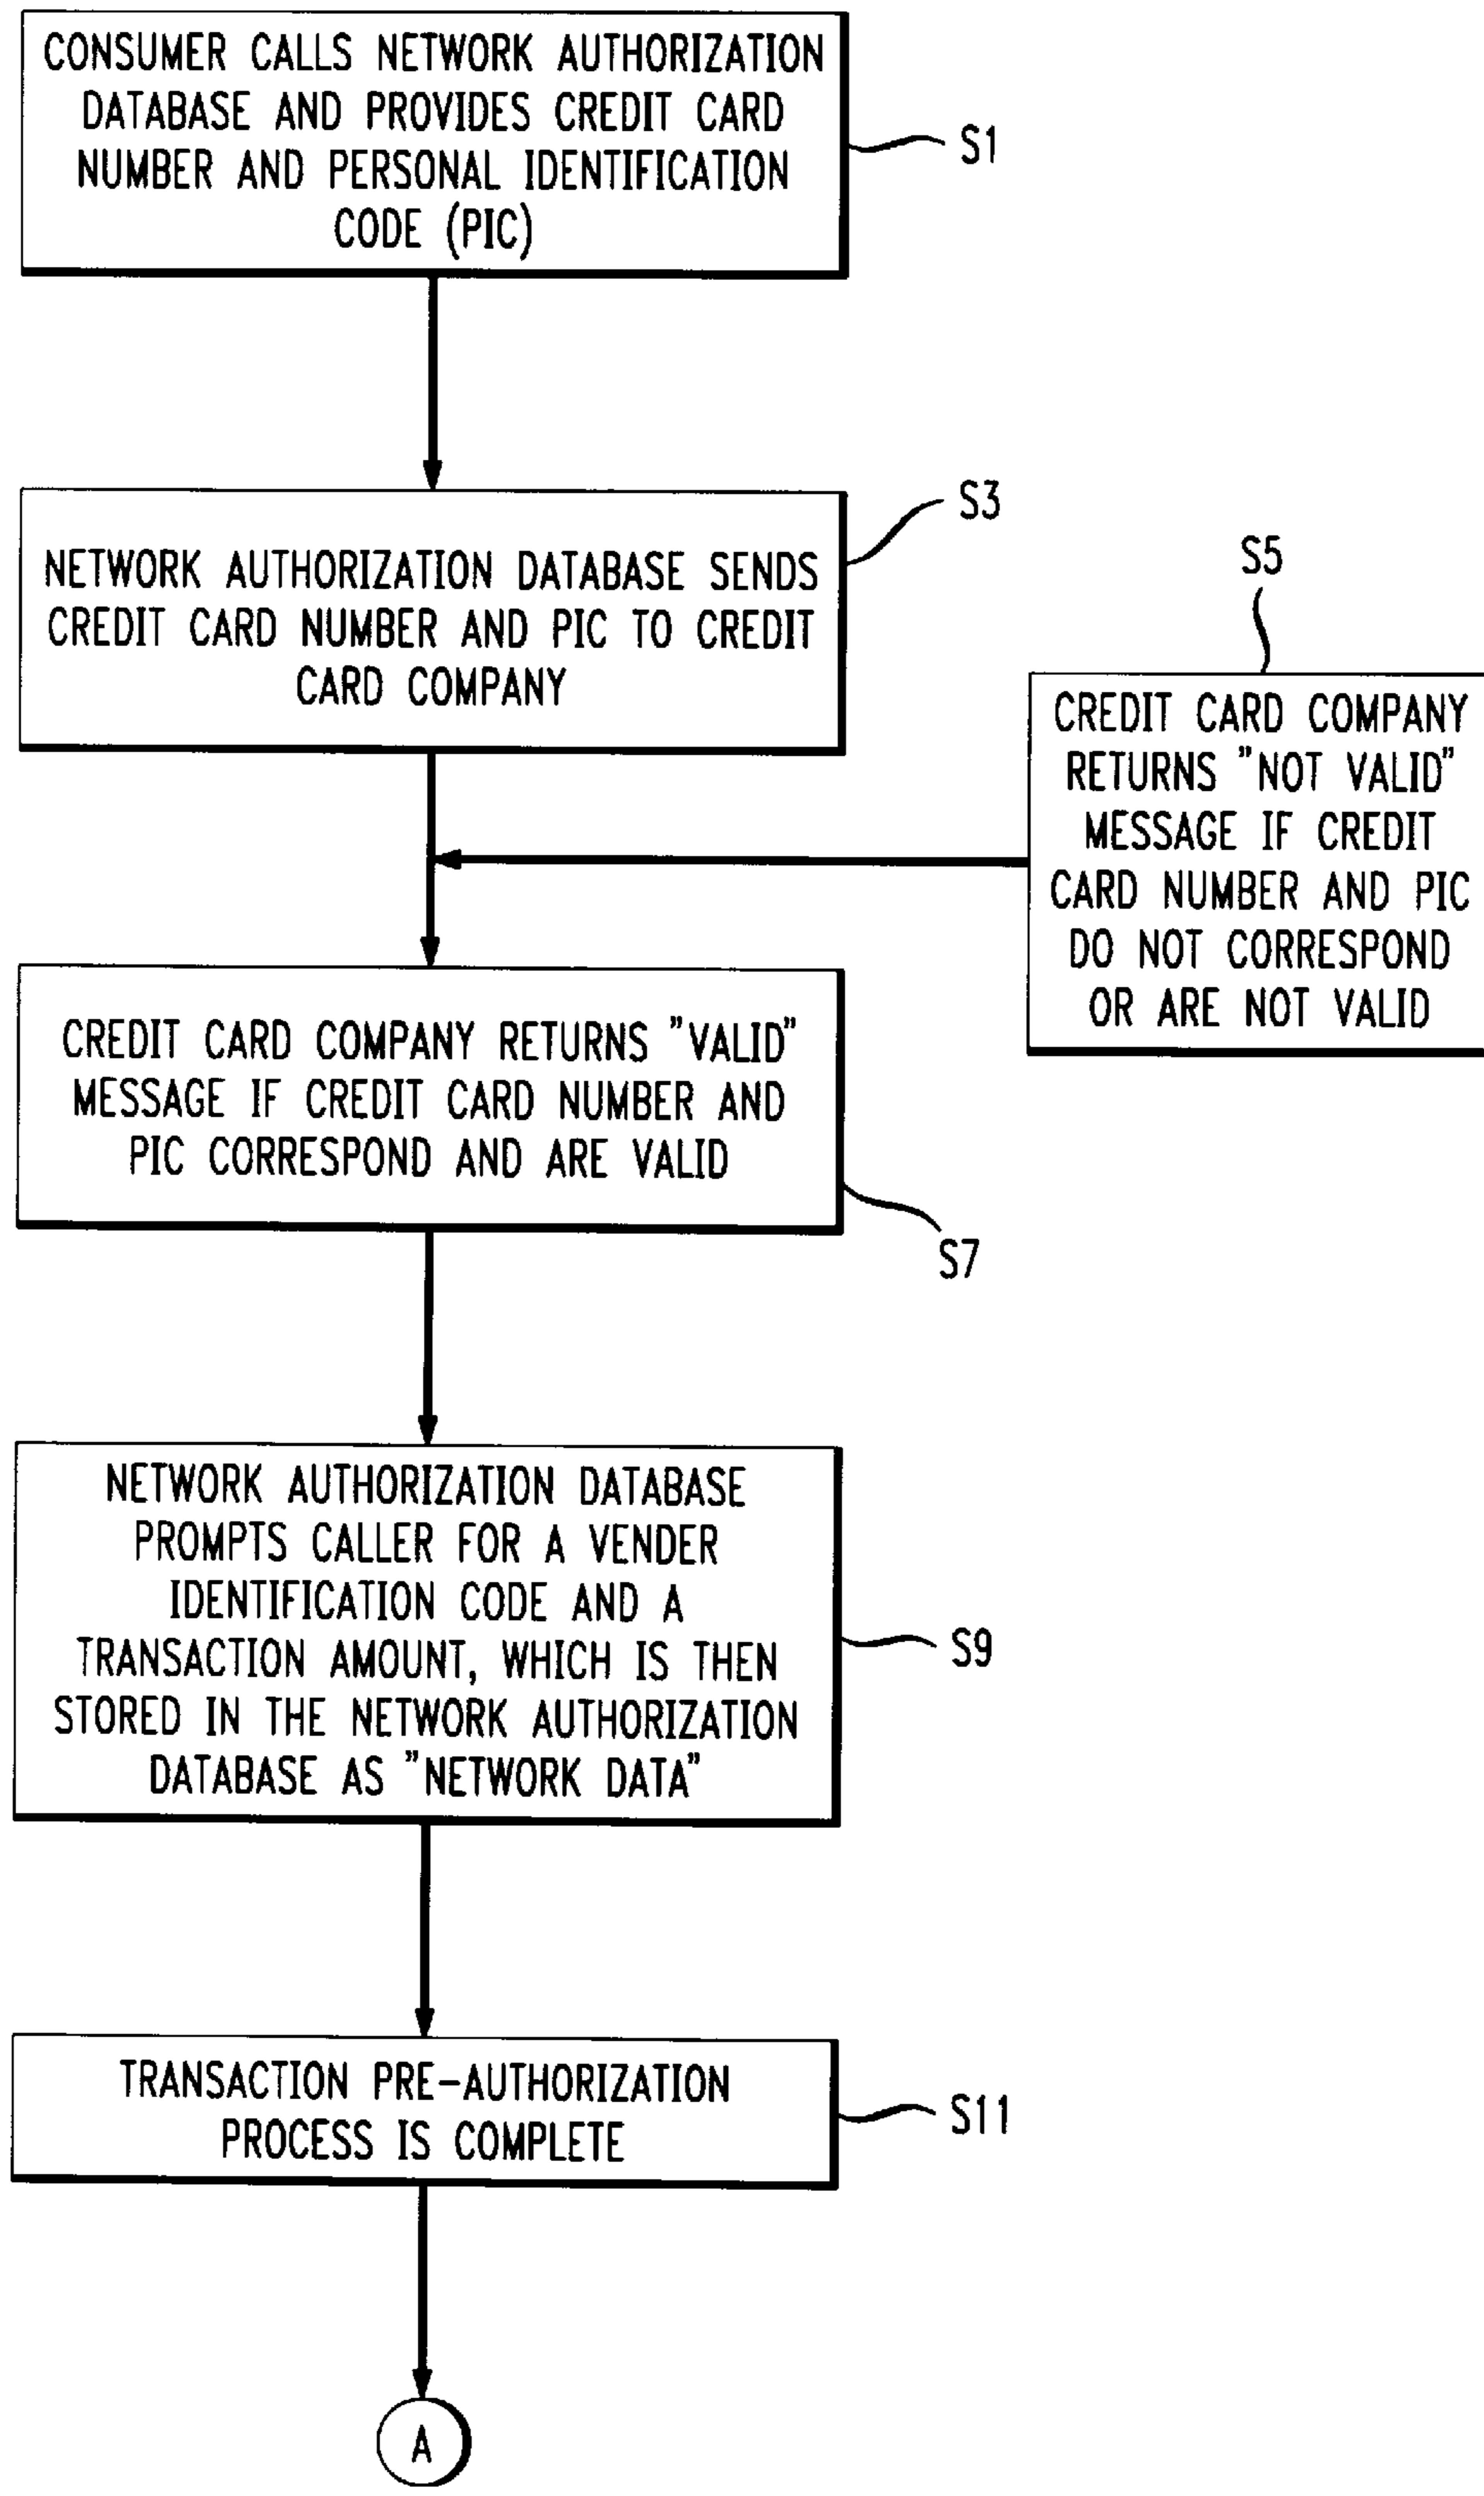 CONSUMER CALLS NETWORK AUTHORIZATION
DATABASE AND PROVIDES CREDIT CARD
NUMBER AND PERSONAL IDENTIFICATION
CODE (PIC)
S1
NETWORK AUTHORIZATION DATABASE SENDS
CREDIT CARD NUMBER AND PIC TO CREDIT
CARD COMPANY
S3
S5
CREDIT CARD COMPANY
RETURNS "NOT VALID"
MESSAGE IF CREDIT
CARD NUMBER AND PIC
DO NOT CORRESPOND
OR ARE NOT VALID
CREDIT CARD COMPANY RETURNS "VALID"
MESSAGE IF CREDIT CARD NUMBER AND
PIC CORRESPOND AND ARE VALID
S7
NETWORK AUTHORIZATION DATABASE
PROMPTS CALLER FOR A VENDER
IDENTIFICATION CODE AND A
TRANSACTION AMOUNT, WHICH IS THEN
STORED IN THE NETWORK AUTHORIZATION
DATABASE AS "NETWORK DATA"
S9
TRANSACTION PRE-AUTHORIZATION
PROCESS IS COMPLETE
S11
A